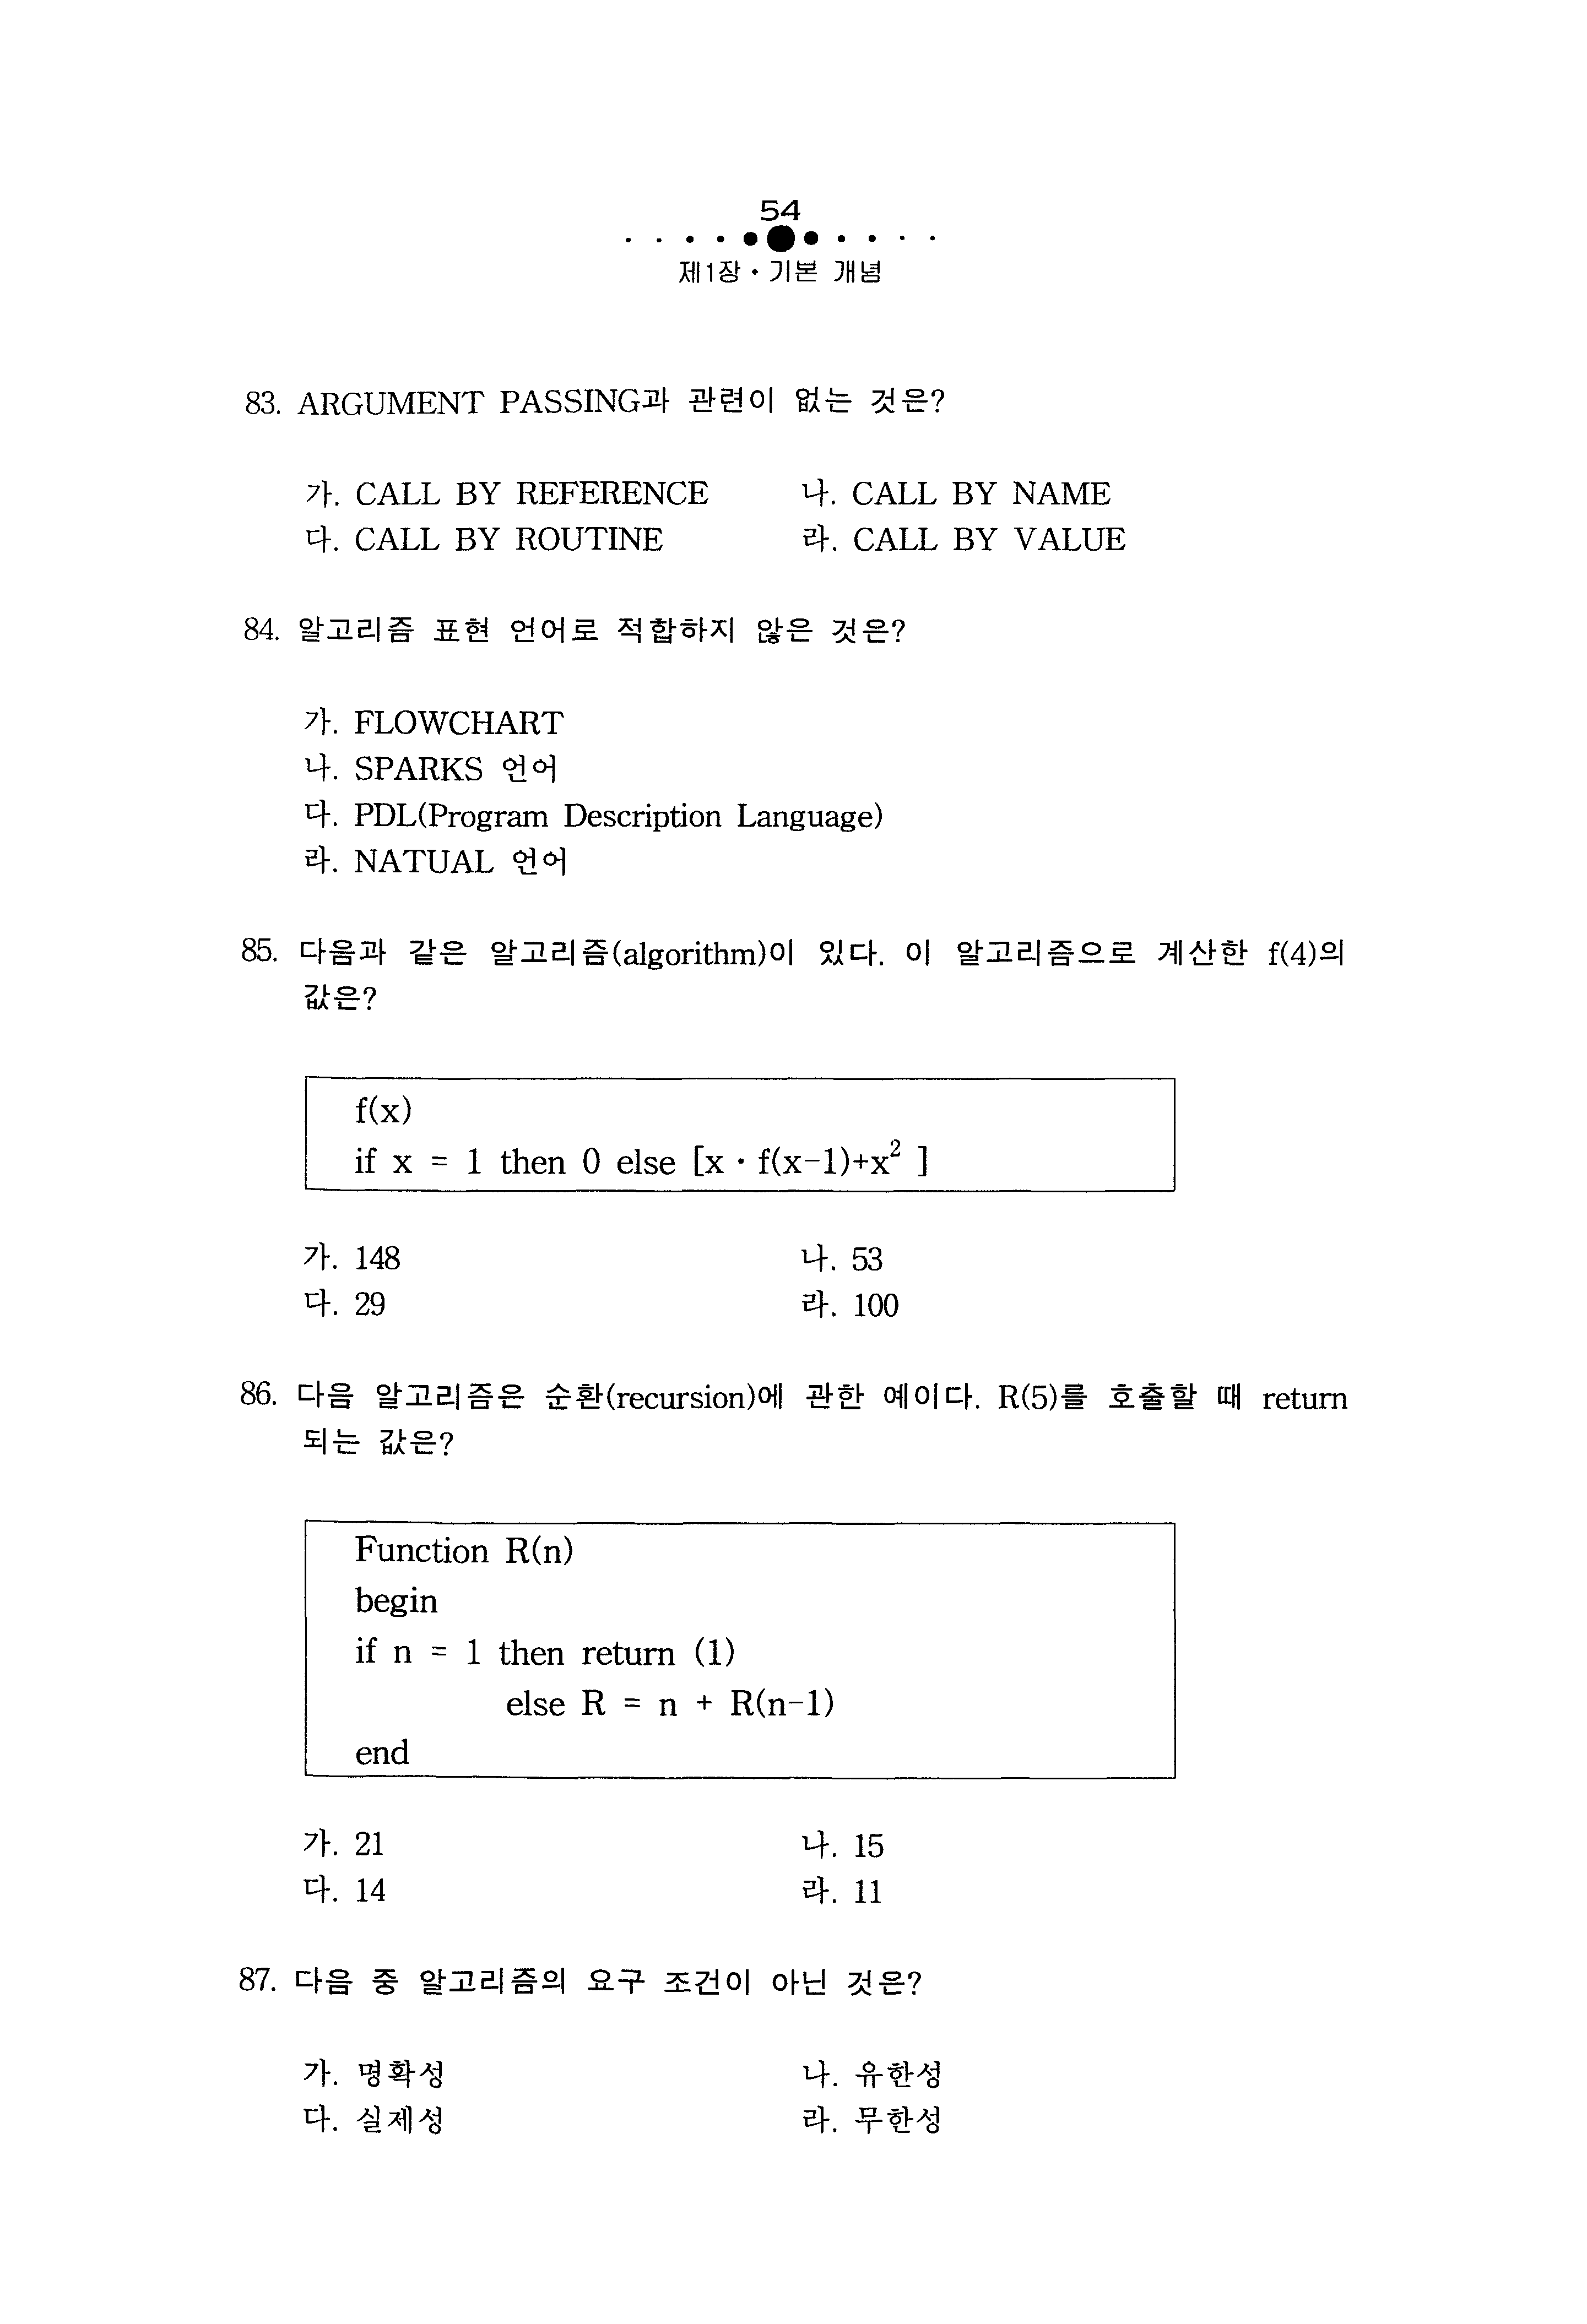 54
제1장 · 기본 개념
83. ARGUMENT PASSING과 관련이 없는 것은?
가. CALL BY REFERENCE 나. CALL BY NAME
다. CALL BY ROUTINE 라. CALL BY VALUE
84. 알고리즘 표현 언어로 적합하지 않은 것은?
가. FLOWCHART
나. SPARKS 언어
다. PDL(Program Description Language)
라. NATUAL 언어
85. 다음과 같은 알고리즘(algorithm)이 있다. 이 알고리즘으로 계산한 f(4)의
값은?
f(x)
if x = 1 then 0 else [x · f(x-1)+x² ]
가. 148 나. 53
다. 29 라. 100
86. 다음 알고리즘은 순환(recursion)에 관한 예이다. R(5)를 호출할 때 return
되는 값은?
Function R(n)
begin
if n = 1 then return (1)
else R = n + R(n-1)
end
가. 21 나. 15
다. 14 라. 11
87. 다음 중 알고리즘의 요구 조건이 아닌 것은?
가. 명확성 나. 유한성
다. 실제성 라. 무한성